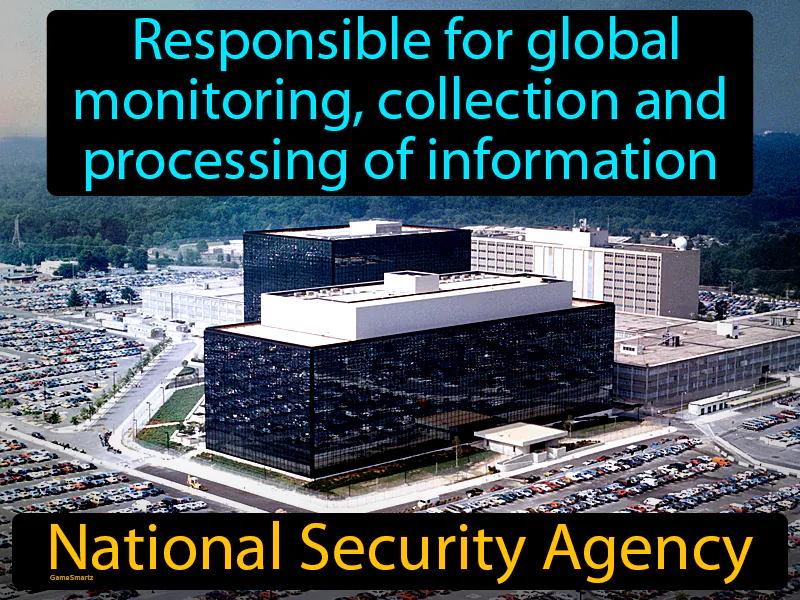 Responsible for global
monitoring, collection and
processing of information
National Security Agency
GameSmartz